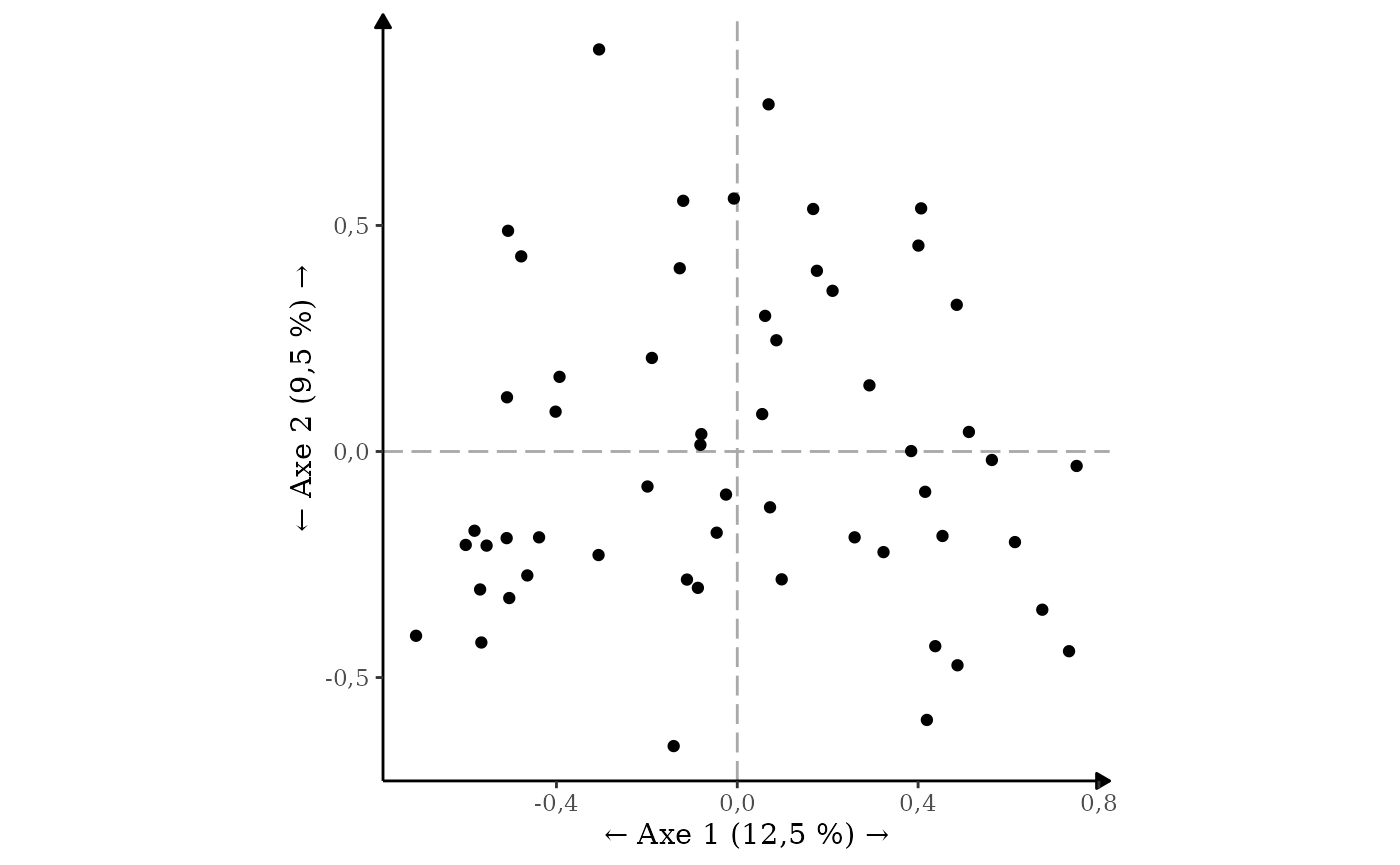 0,5
0,0
-0,5
← Axe 2 (9,5 %) →
-0,4 0,0 0,4 0,8
← Axe 1 (12,5 %) →